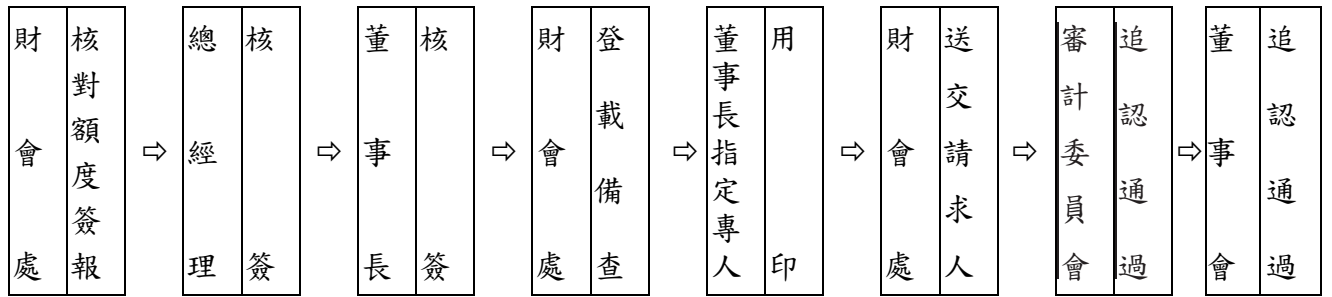 財會處
核對額度簽報
⇨
總經理
核簽
⇨
董事長
核簽
⇨
財會處
登載備查
⇨
董事長指定專人
用印
⇨
財會處
送交請求人
⇨
審計委員會
追認通過
⇨
董事會
追認通過